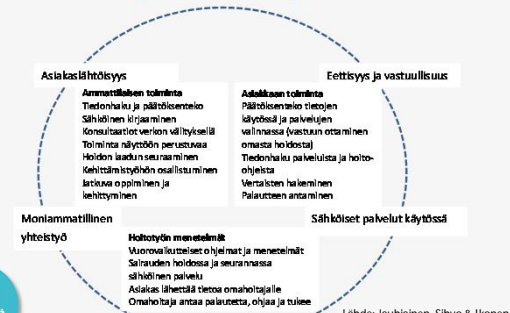 Asiakaslähtöisyys
Eettisyys ja vastuullisuus
Ammattilaisen toiminta
Tiedonhaku ja päätöksenteko
Sähköinen kirjaaminen
Konsultaatiot verkon välityksellä
Toiminta näyttöön perustuvaa
Hoidon laadun seuraaminen
Kehittämistyöhön osallistuminen
Jatkuva oppiminen ja
kehittyminen
Asiakkaan toiminta
Päätöksenteko tietojen
käytössä ja palvelujen
valinnassa (vastuun ottaminen
omasta hoidosta)
Tiedonhaku palveluista ja hoito-
ohjeista
Vertaisten hakeminen
Palautteen antaminen
Moniammatillinen
yhteistyö
Sähköiset palvelut käytössä
Hoitotyön menetelmät
Vuorovaikutteiset ohjelmat ja menetelmät
Sairauden hoidossa ja seurannassa
sähköinen palvelu
Asiakas lähettää tietoa omahoitajalle
Omahoitaja antaa palautetta, ohjaa ja tukee